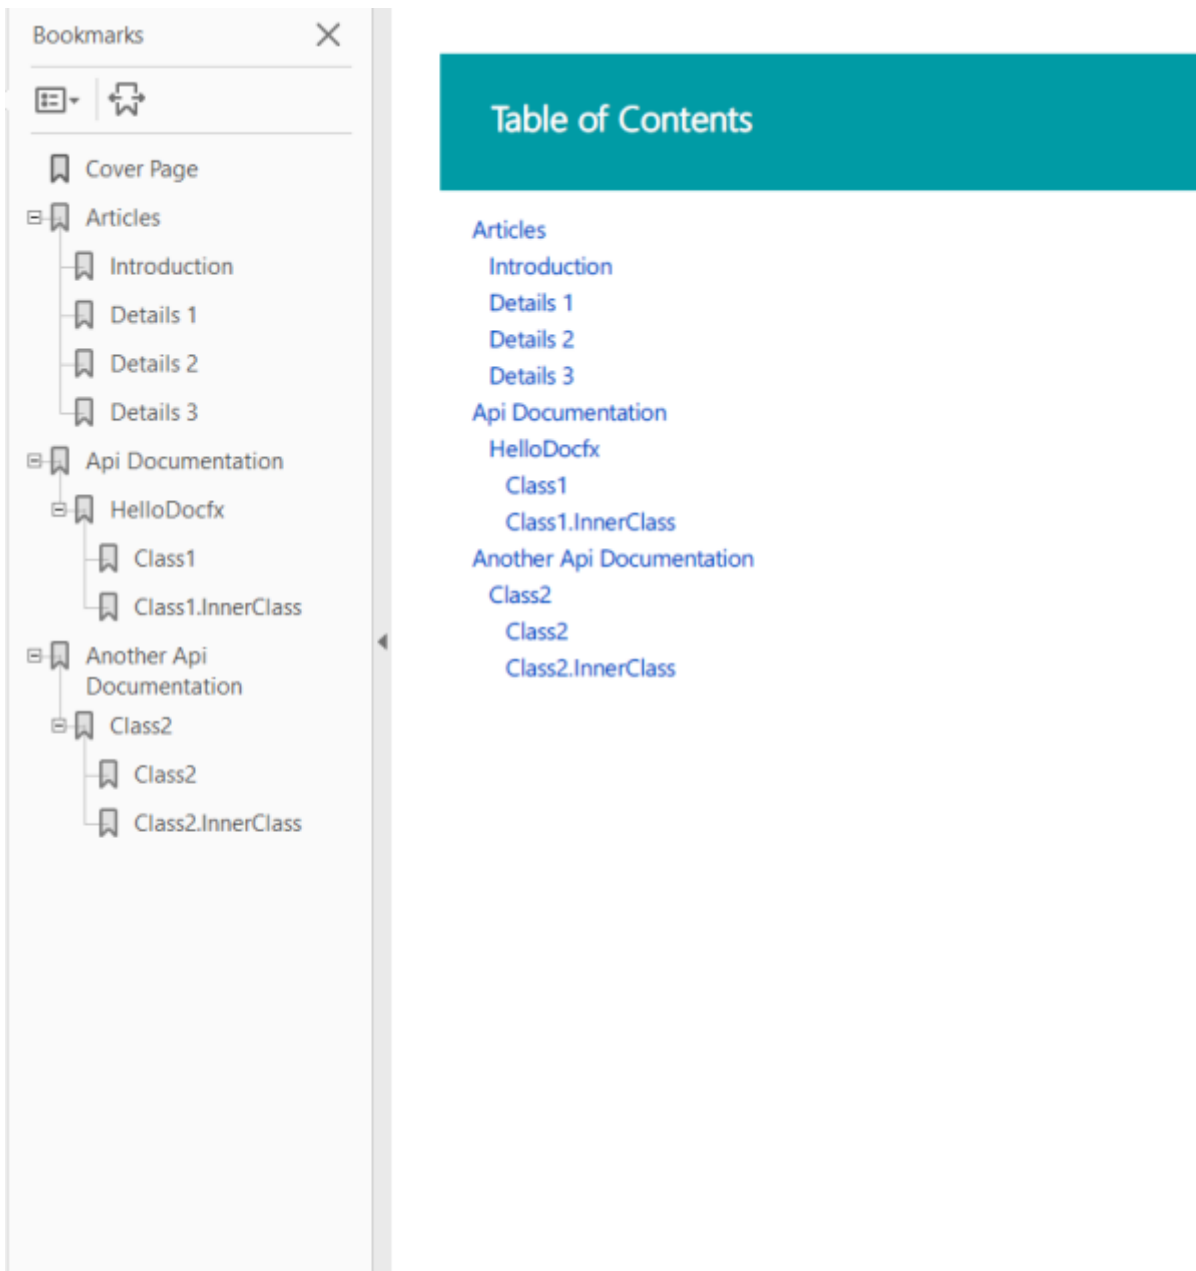 Bookmarks
Cover Page
Articles
Introduction
Details 1
Details 2
Details 3
Api Documentation
HelloDocfx
Class1
Class1.InnerClass
Another Api
Documentation
Class2
Class2
Class2.InnerClass
Table of Contents
Articles
Introduction
Details 1
Details 2
Details 3
Api Documentation
HelloDocfx
Class1
Class1.InnerClass
Another Api Documentation
Class2
Class2
Class2.InnerClass